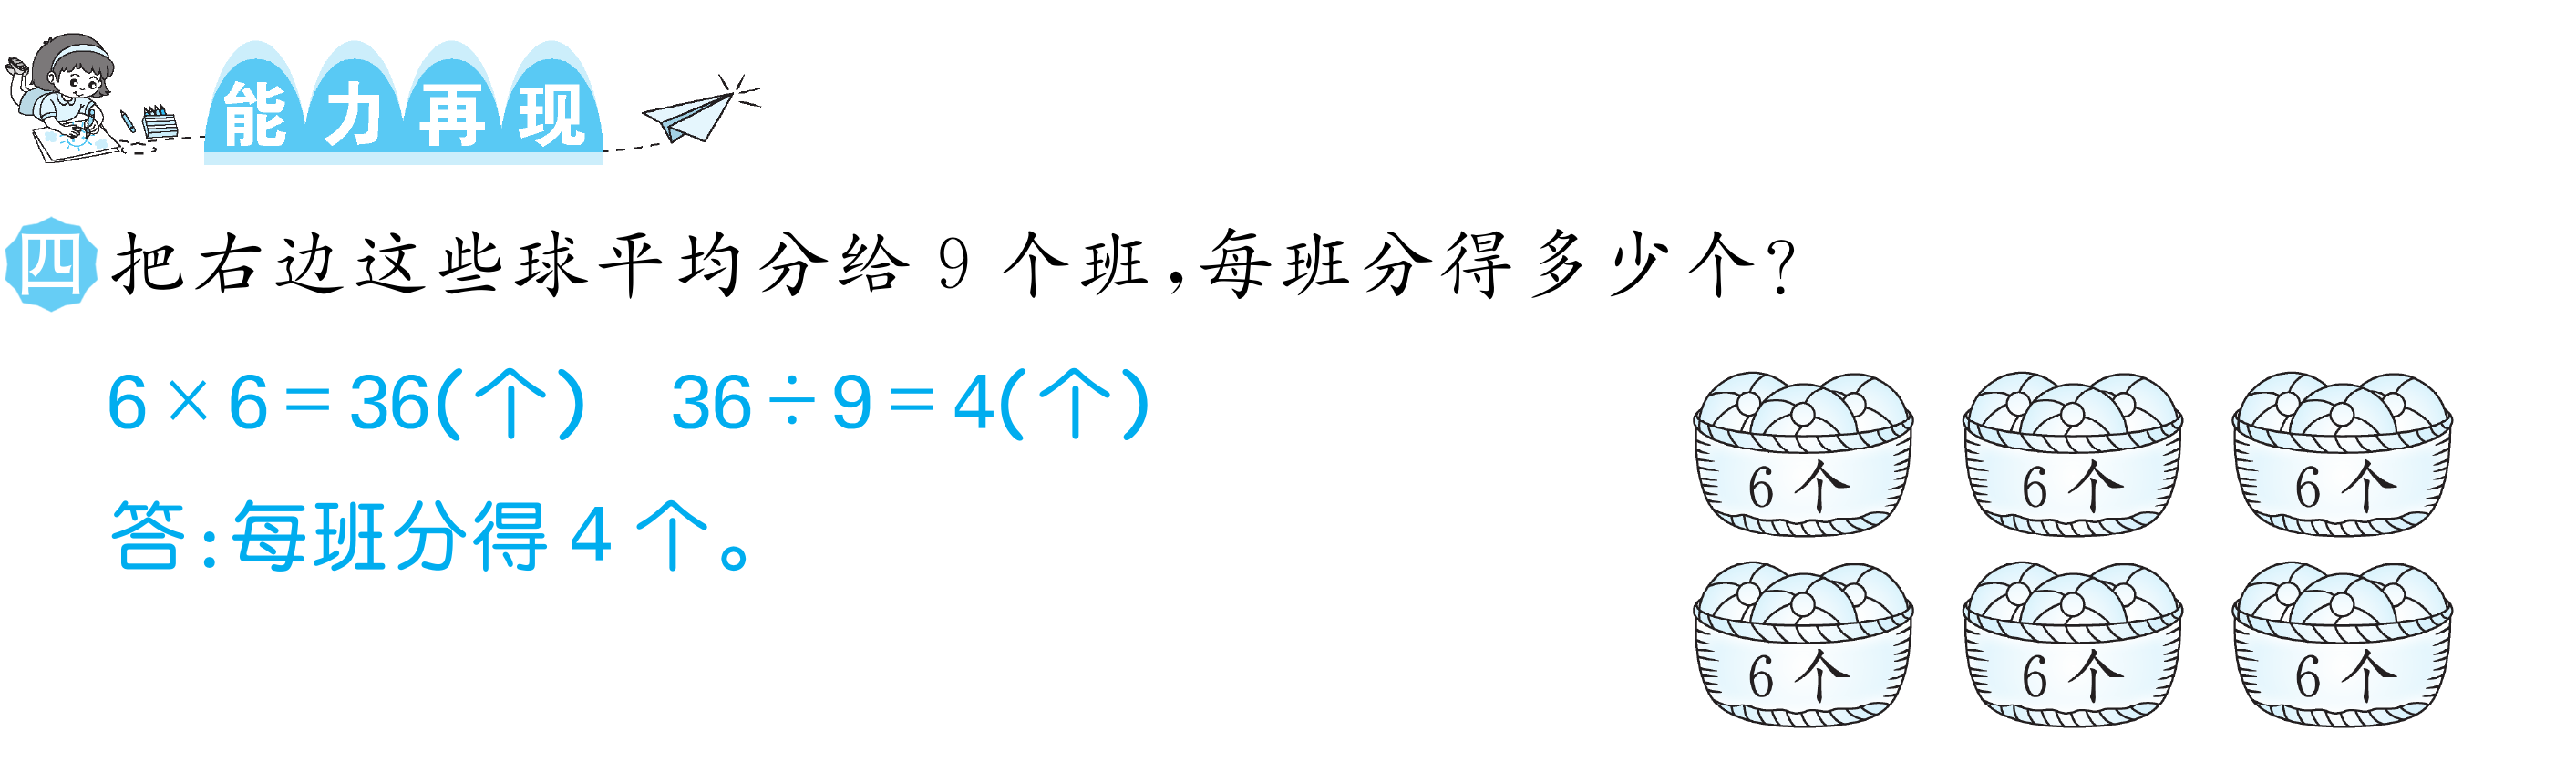 能力再现
四 把右边这些球平均分给 9 个班,每班分得多少个?
6×6=36(个) 36÷9=4(个)
答:每班分得 4 个。
6 个 6 个 6 个
6 个 6 个 6 个